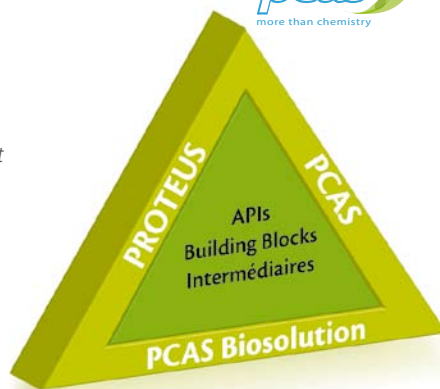 more than chemistry
PROTEUS
PCAS
APIs
Building Blocks
Intermédiaires
PCAS Biosolution